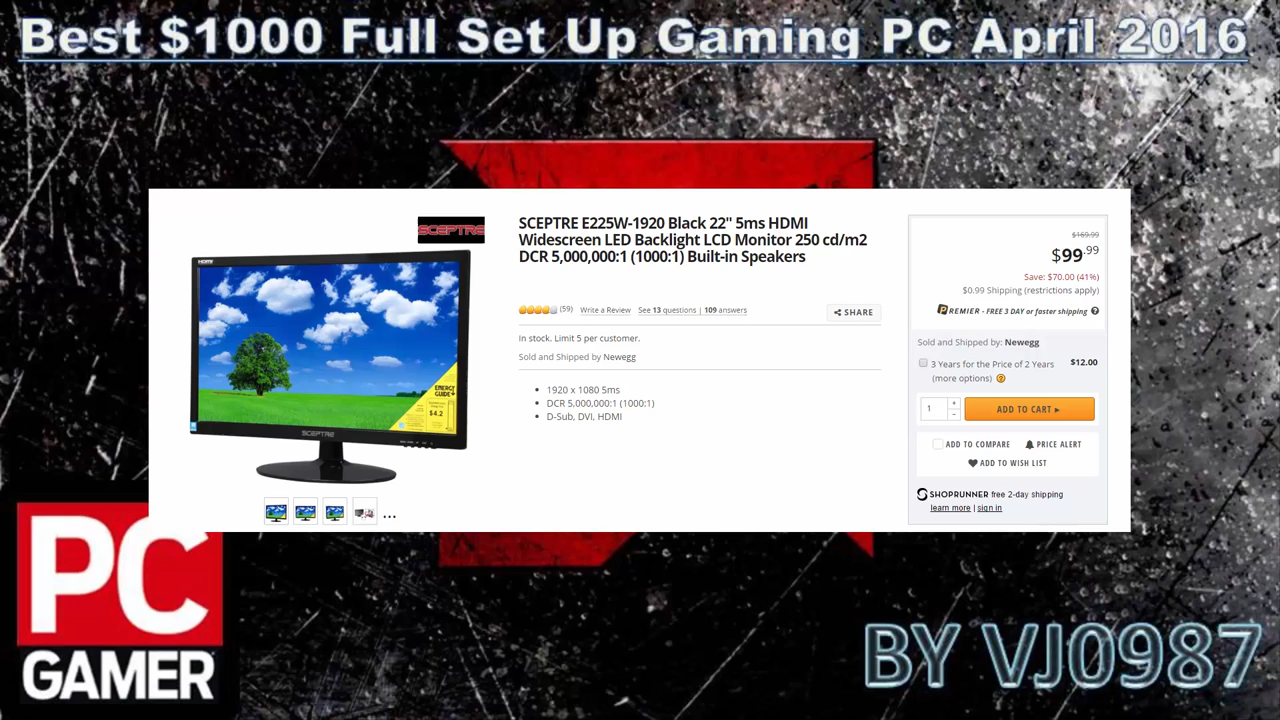 Best $1000 Full Set Up Gaming PC April 2016
SCEPTRE
SCEPTRE E225W-1920 Black 22" 5ms HDMI
Widescreen LED Backlight LCD Monitor 250 cd/m2
DCR 5,000,000:1 (1000:1) Built-in Speakers
(59) Write a Review See 13 questions | 109 answers
SHARE
In stock. Limit 5 per customer.
Sold and Shipped by Newegg
1920 x 1080 5ms
DCR 5,000,000:1 (1000:1)
D-Sub, DVI, HDMI
HDMI
ENERGY
GUIDE
$4.2
SCEPTRE
...
$169.99
$99.99
Save: $70.00 (41%)
$0.99 Shipping (restrictions apply)
PREMIER - FREE 3 DAY or faster shipping ?
Sold and Shipped by: Newegg
3 Years for the Price of 2 Years $12.00
(more options) ?
1 + -
ADD TO CART ▸
ADD TO COMPARE PRICE ALERT
ADD TO WISH LIST
SHOPRUNNER free 2-day shipping
learn more | sign in
PC
GAMER
BY VJ0987